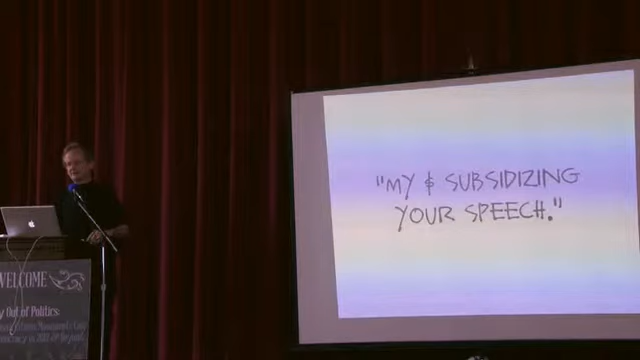 "MY $ SUBSIDIZING
YOUR SPEECH."
WELCOME
Out of Politics: